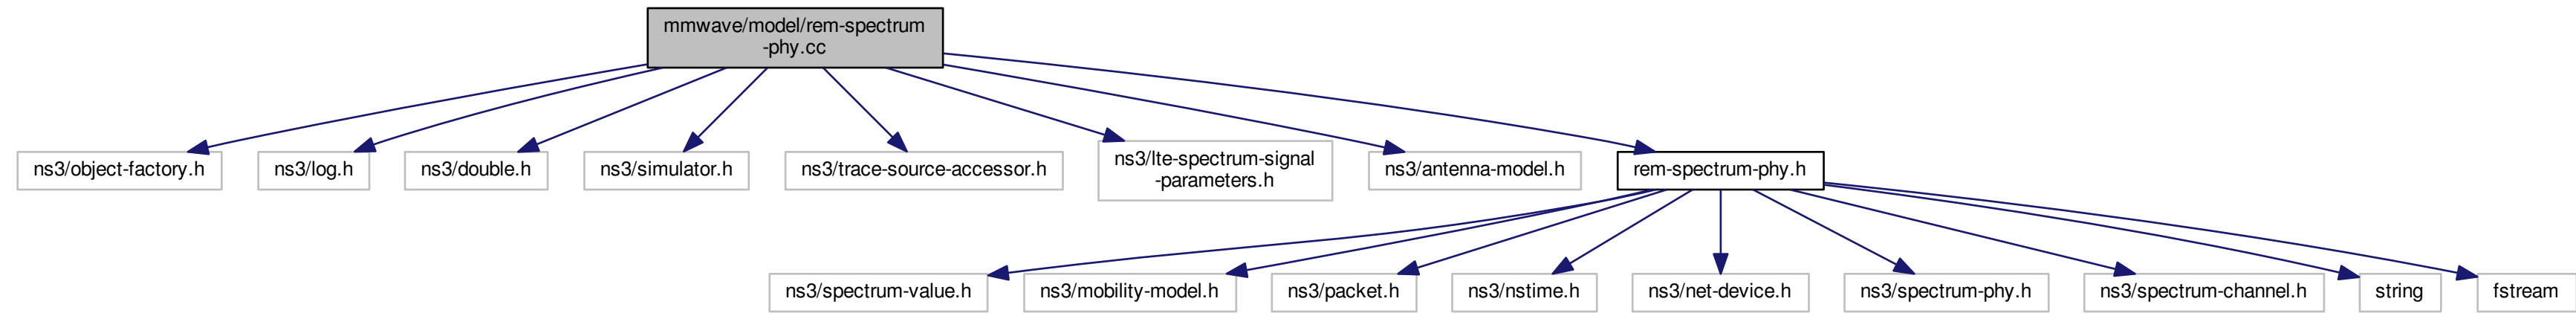 mmwave/model/rem-spectrum
-phy.cc
ns3/object-factory.h
ns3/log.h
ns3/double.h
ns3/simulator.h
ns3/trace-source-accessor.h
ns3/lte-spectrum-signal
-parameters.h
ns3/antenna-model.h
rem-spectrum-phy.h
ns3/spectrum-value.h
ns3/mobility-model.h
ns3/packet.h
ns3/nstime.h
ns3/net-device.h
ns3/spectrum-phy.h
ns3/spectrum-channel.h
string
fstream